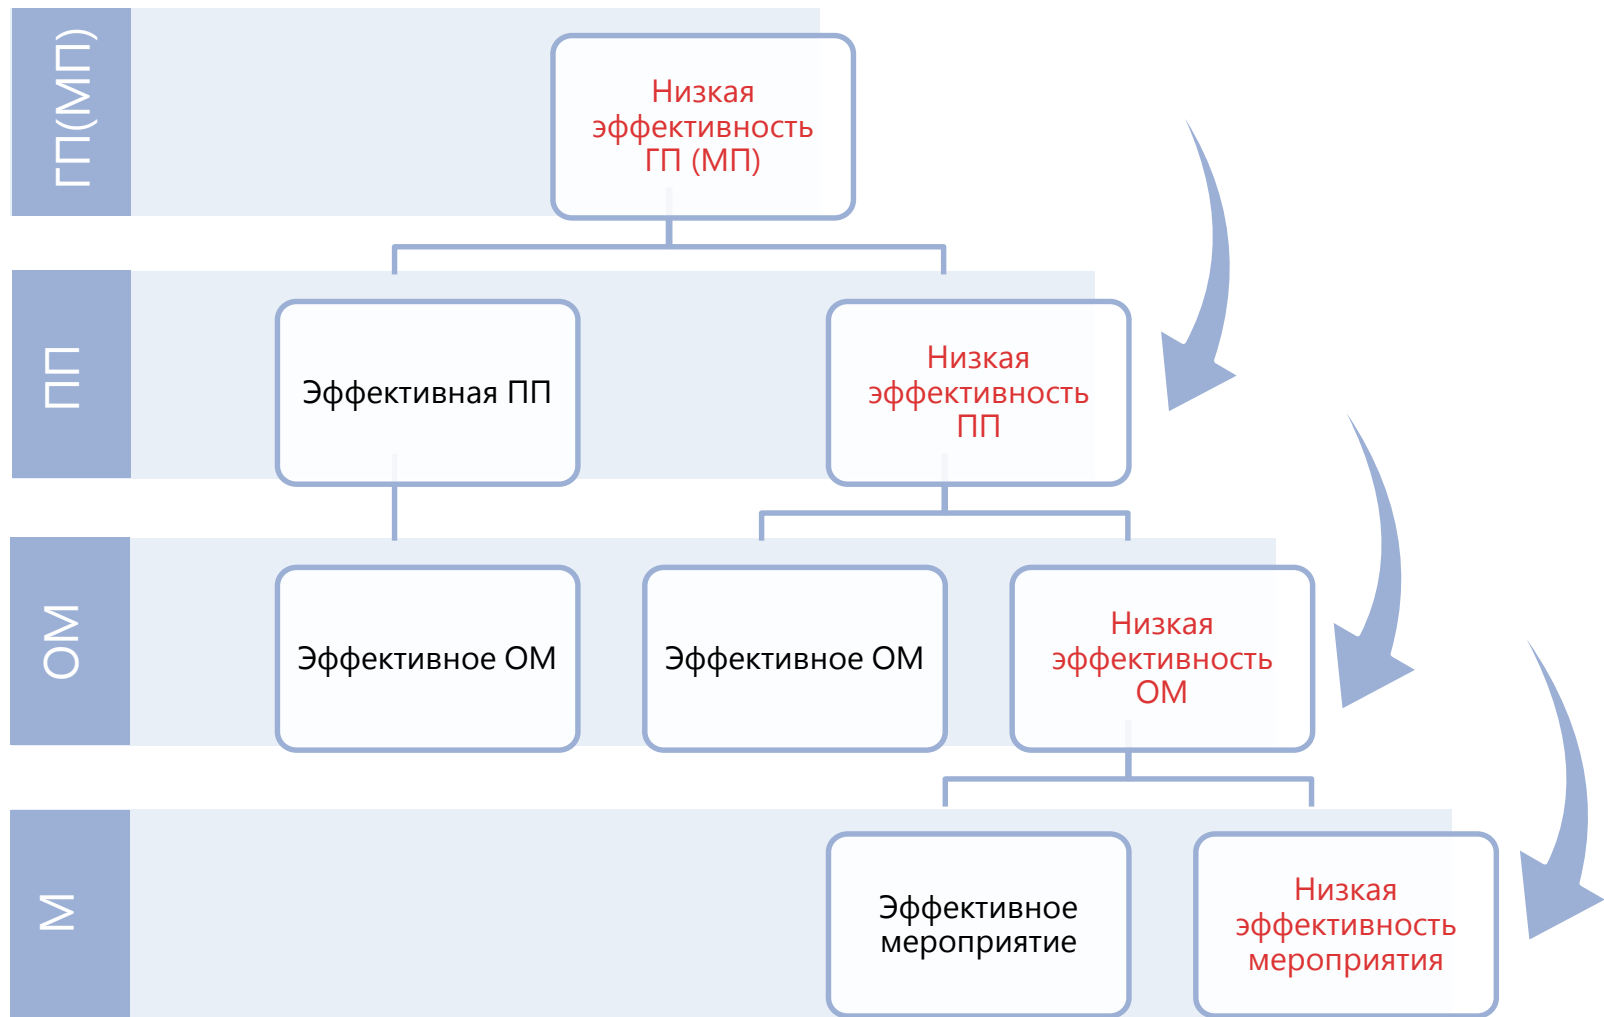 ГП(МП)
Низкая
эффективность
ГП (МП)
ПП
Эффективная ПП
Низкая
эффективность
ПП
ОМ
Эффективное ОМ
Эффективное ОМ
Низкая
эффективность
ОМ
М
Эффективное
мероприятие
Низкая
эффективность
мероприятия